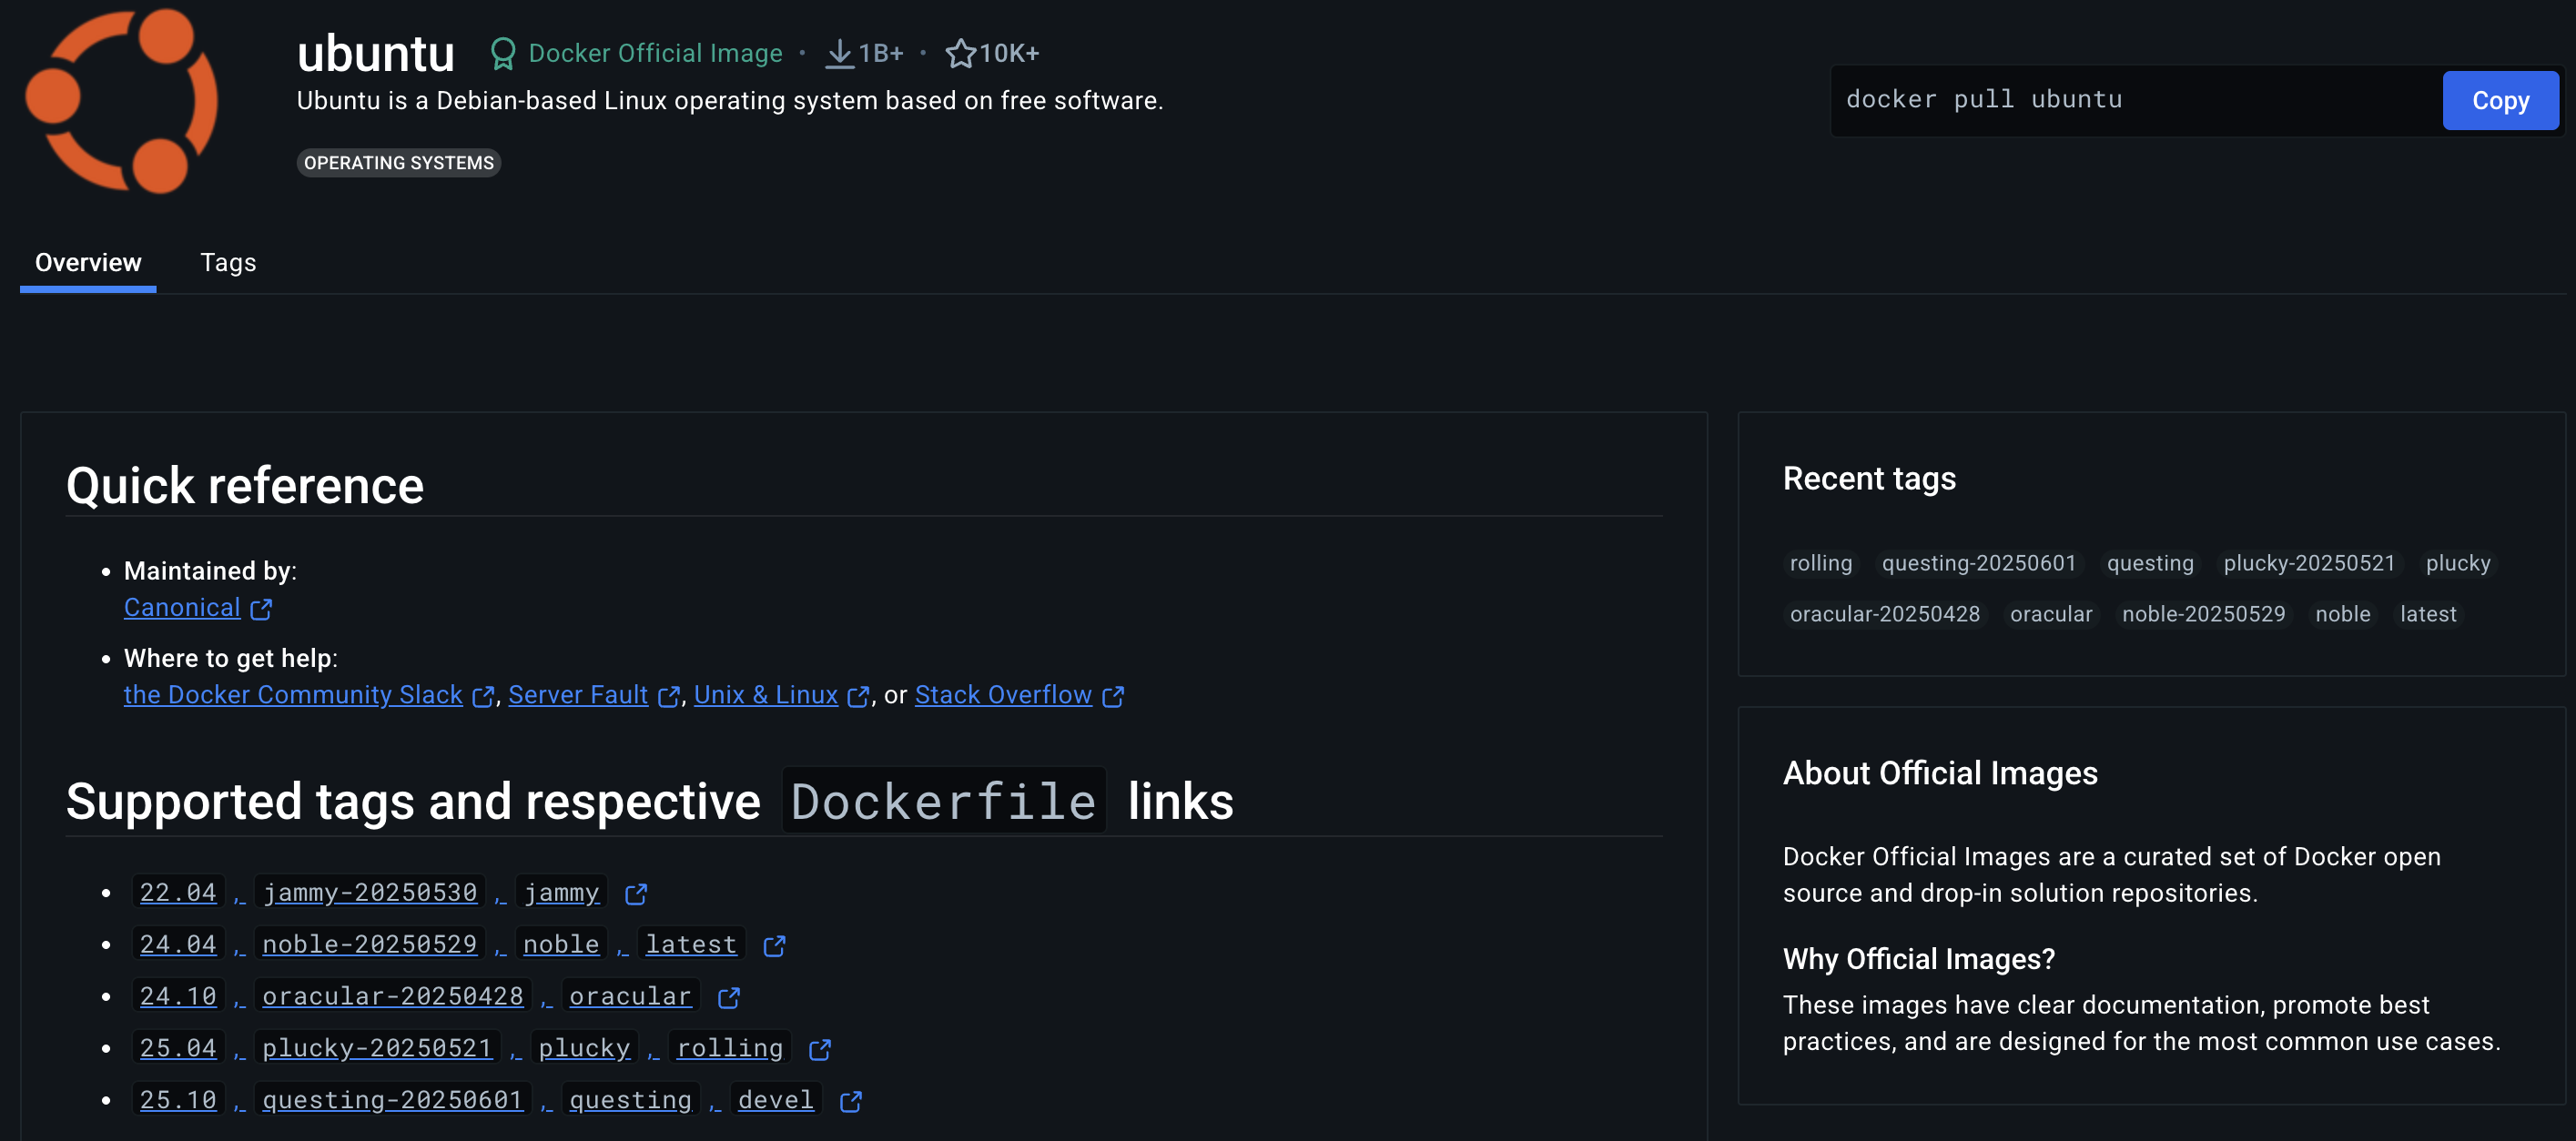 ubuntu Docker Official Image · 1B+ · 10K+
Ubuntu is a Debian-based Linux operating system based on free software.
OPERATING SYSTEMS
docker pull ubuntu Copy
Overview Tags
Quick reference
• Maintained by:
Canonical
• Where to get help:
the Docker Community Slack, Server Fault, Unix & Linux, or Stack Overflow
Supported tags and respective Dockerfile links
• 22.04, jammy-20250530, jammy
• 24.04, noble-20250529, noble, latest
• 24.10, oracular-20250428, oracular
• 25.04, plucky-20250521, plucky, rolling
• 25.10, questing-20250601, questing, devel
Recent tags
rolling questing-20250601 questing plucky-20250521 plucky
oracular-20250428 oracular noble-20250529 noble latest
About Official Images
Docker Official Images are a curated set of Docker open
source and drop-in solution repositories.
Why Official Images?
These images have clear documentation, promote best
practices, and are designed for the most common use cases.